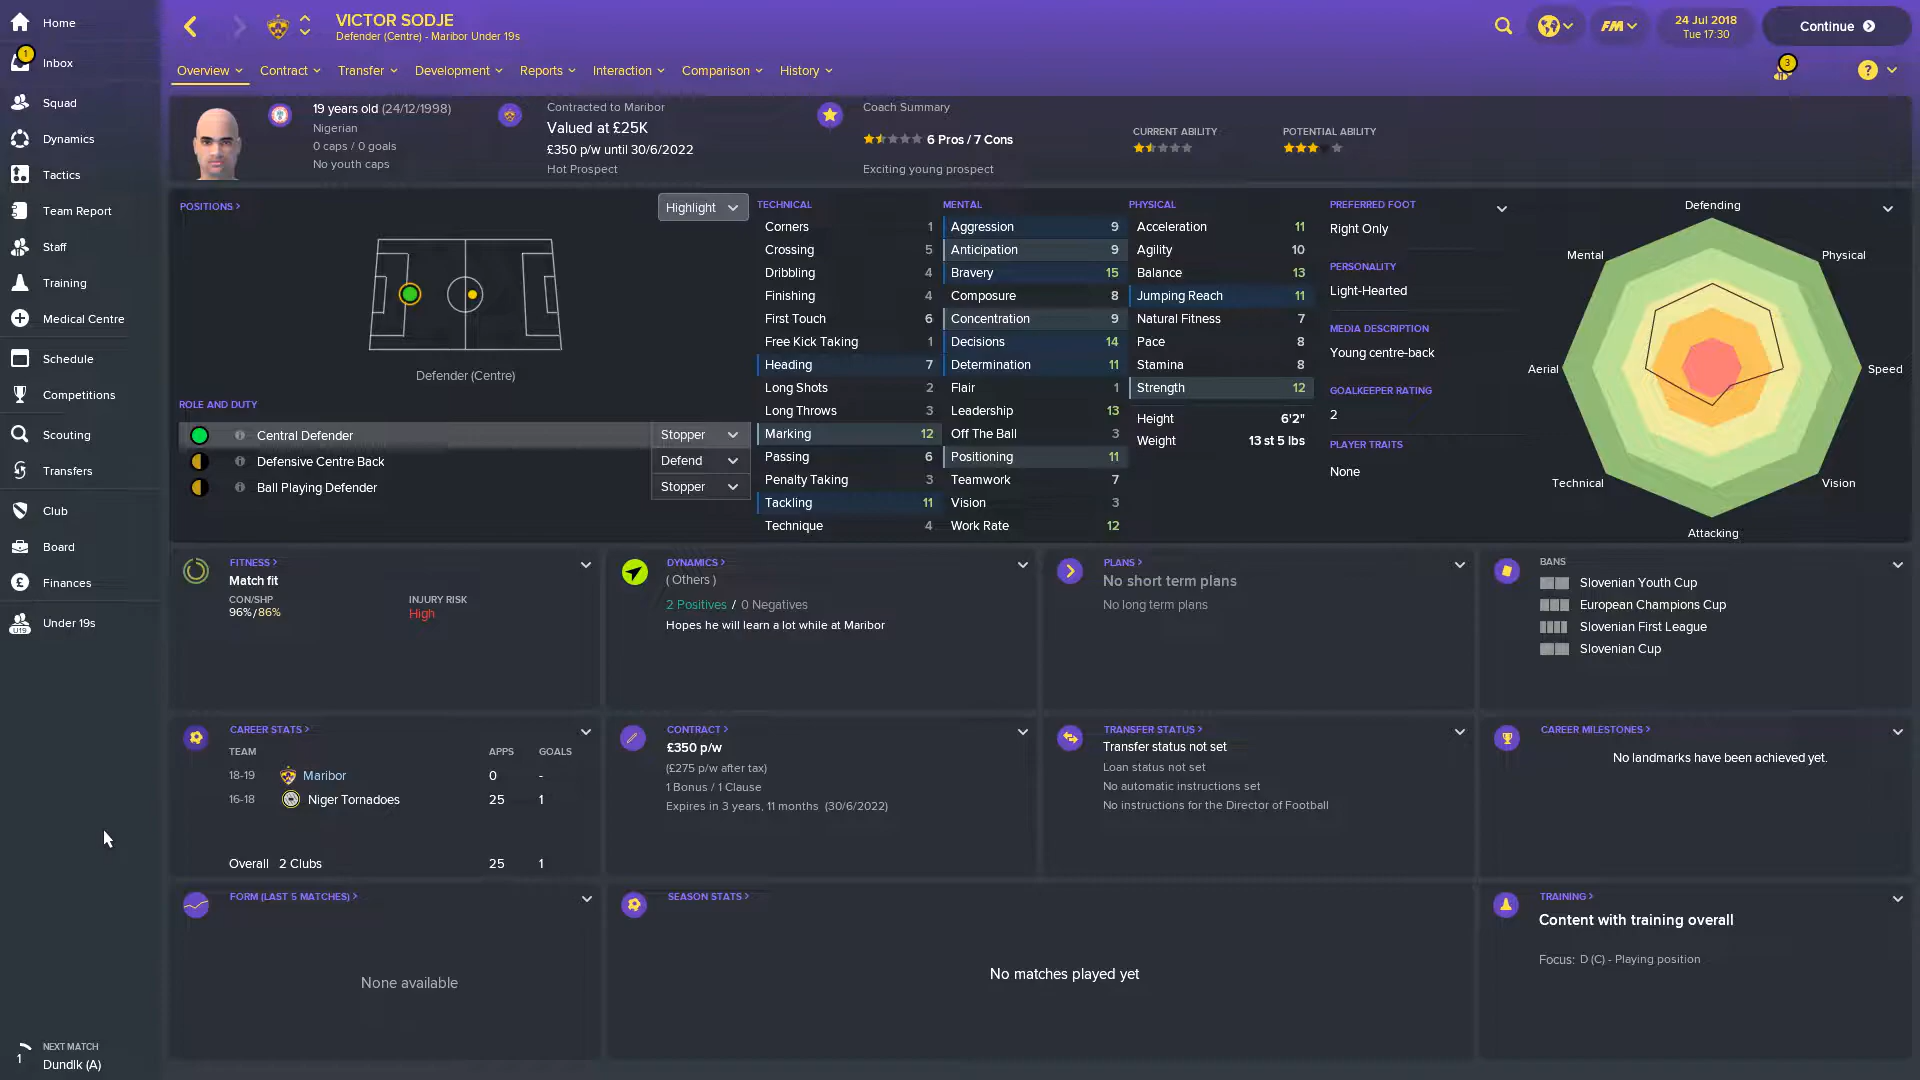 Home
1
Inbox
Squad
Dynamics
Tactics
Team Report
Staff
Training
Medical Centre
Schedule
Competitions
Scouting
Transfers
Club
Board
Finances
U19
Under 19s
1
NEXT MATCH
Dundlk (A)
VICTOR SODJE
Defender (Centre) - Maribor Under 19s
FM
24 Jul 2018
Tue 17:30
Continue
Overview
Contract
Transfer
Development
Reports
Interaction
Comparison
History
3
?
19 years old (24/12/1998)
Nigerian
0 caps / 0 goals
No youth caps
Contracted to Maribor
Valued at £25K
£350 p/w until 30/6/2022
Hot Prospect
Coach Summary
6 Pros / 7 Cons
Exciting young prospect
CURRENT ABILITY
POTENTIAL ABILITY
POSITIONS >
Highlight
Defender (Centre)
ROLE AND DUTY
Central Defender Stopper
Defensive Centre Back Defend
Ball Playing Defender Stopper
TECHNICAL
Corners 1
Crossing 5
Dribbling 4
Finishing 4
First Touch 6
Free Kick Taking 1
Heading 7
Long Shots 2
Long Throws 3
Marking 12
Passing 6
Penalty Taking 3
Tackling 11
Technique 4
MENTAL
Aggression 9
Anticipation 9
Bravery 15
Composure 8
Concentration 9
Decisions 14
Determination 11
Flair 1
Leadership 13
Off The Ball 3
Positioning 11
Teamwork 7
Vision 3
Work Rate 12
PHYSICAL
Acceleration 11
Agility 10
Balance 13
Jumping Reach 11
Natural Fitness 7
Pace 8
Stamina 8
Strength 12
Height 6'2"
Weight 13 st 5 lbs
PREFERRED FOOT
Right Only
PERSONALITY
Light-Hearted
MEDIA DESCRIPTION
Young centre-back
GOALKEEPER RATING
2
PLAYER TRAITS
None
Defending
Mental
Physical
Aerial
Speed
Technical
Vision
Attacking
FITNESS >
Match fit
CON/SHP
96%/86%
INJURY RISK
High
DYNAMICS >
( Others )
2 Positives / 0 Negatives
Hopes he will learn a lot while at Maribor
PLANS >
No short term plans
No long term plans
BANS
Slovenian Youth Cup
European Champions Cup
Slovenian First League
Slovenian Cup
CAREER STATS >
TEAM APPS GOALS
18-19 Maribor 0 -
16-18 Niger Tornadoes 25 1
Overall 2 Clubs 25 1
CONTRACT >
£350 p/w
(£275 p/w after tax)
1 Bonus / 1 Clause
Expires in 3 years, 11 months (30/6/2022)
TRANSFER STATUS >
Transfer status not set
Loan status not set
No automatic instructions set
No instructions for the Director of Football
CAREER MILESTONES >
No landmarks have been achieved yet.
FORM (LAST 5 MATCHES) >
None available
SEASON STATS >
No matches played yet
TRAINING >
Content with training overall
Focus: D (C) - Playing position